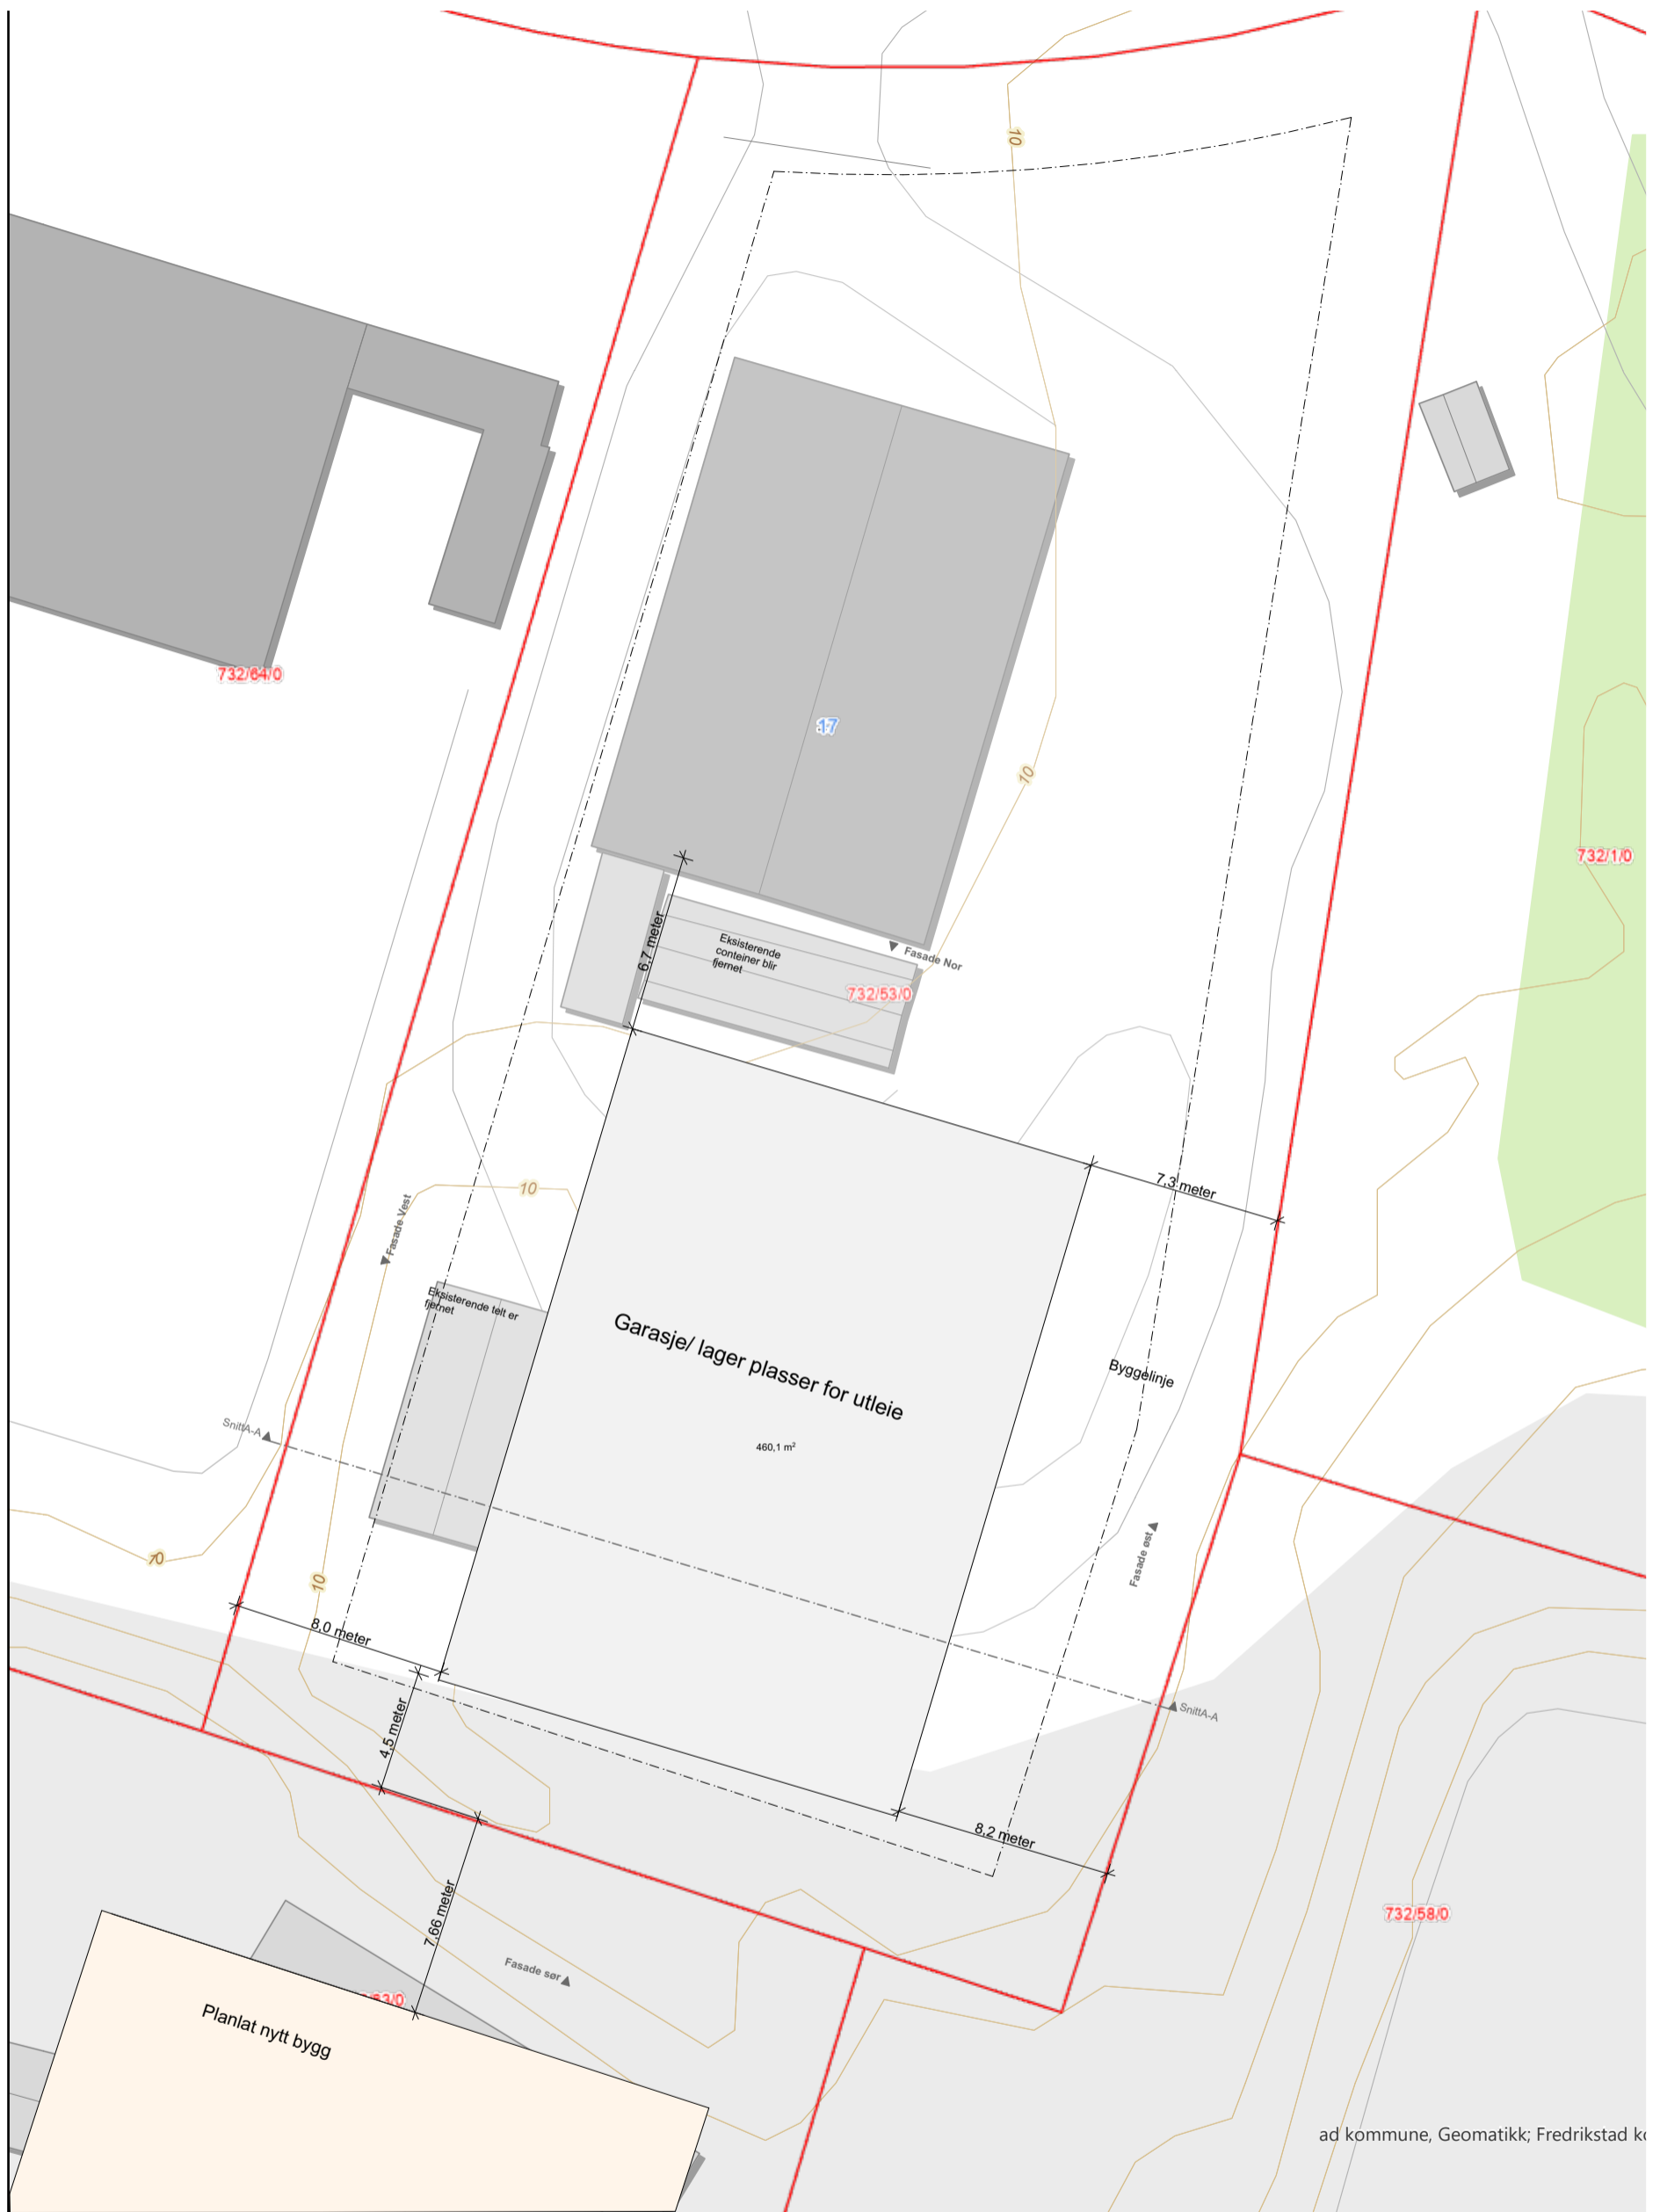 10
732/64/0
17
10
732/1/0
6,7 meter
Eksisterende
conteiner blir
fjernet
Fasade Nor
732/53/0
7,3 meter
10
Fasade Vest
Eksisterende telt er
fjernet
Garasje/ lager plasser for utleie
460,1 m²
Byggelinje
SnittA-A
Fasade øst
10
10
8,0 meter
SnittA-A
4,5 meter
8,2 meter
7,66 meter
732/58/0
Fasade sør
Planlat nytt bygg
ad kommune, Geomatikk; Fredrikstad